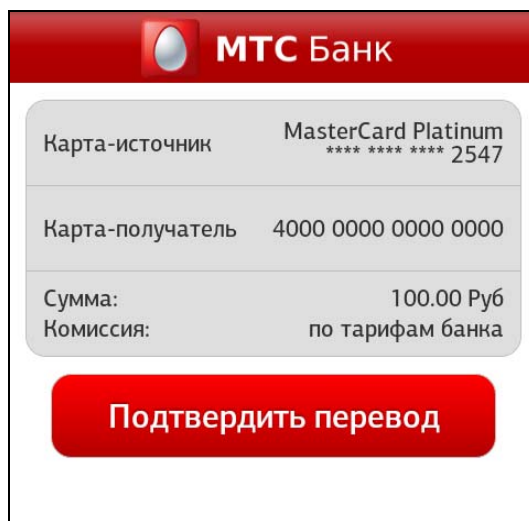 МТС Банк
Карта-источник
MasterCard Platinum
**** **** **** 2547
Карта-получатель 4000 0000 0000 0000
Сумма: 100.00 Руб
Комиссия: по тарифам банка
Подтвердить перевод